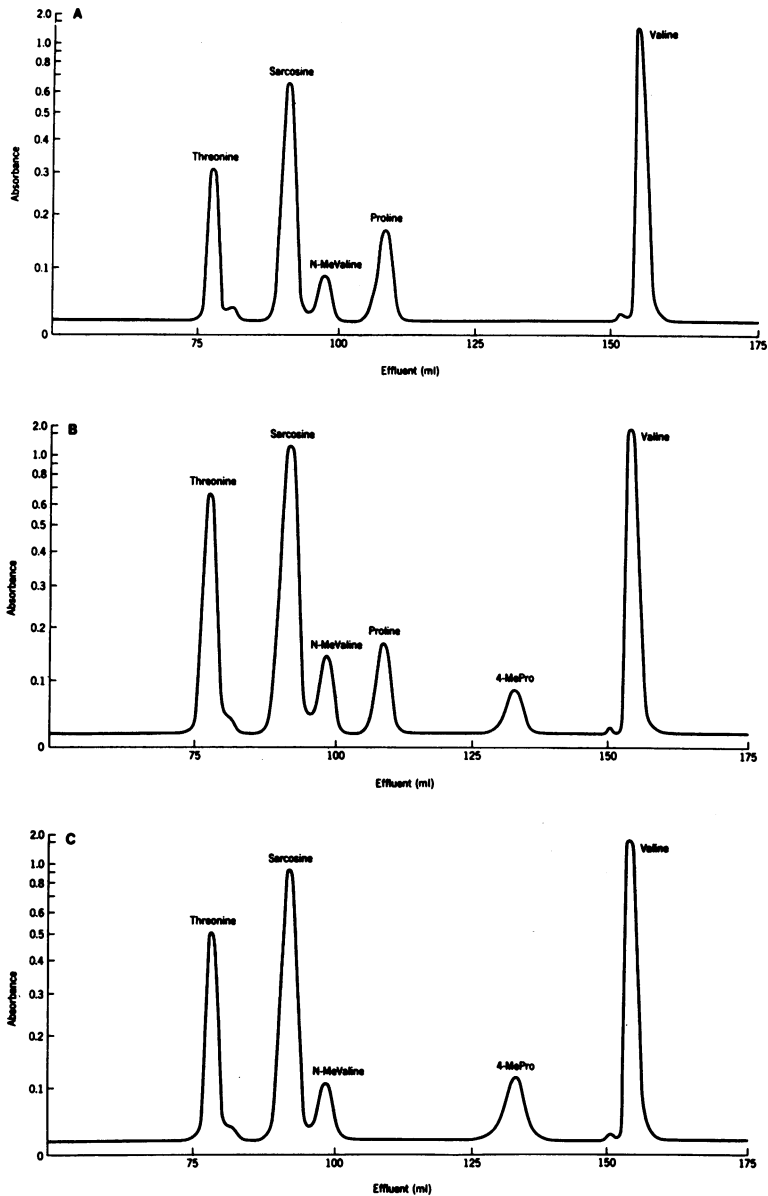 A
2.0
1.0
0.8
0.6
0.5
0.4
0.3
0.2
0.1
0
Absorbance
Threonine
Sarcosine
N-MeValine
Proline
Valine
75
100
125
150
175
Effluent (ml)
B
2.0
1.0
0.8
0.6
0.5
0.4
0.3
0.2
0.1
0
Absorbance
Threonine
Sarcosine
N-MeValine
Proline
4-MePro
Valine
75
100
125
150
175
Effluent (ml)
C
2.0
1.0
0.8
0.6
0.5
0.4
0.3
0.2
0.1
0
Absorbance
Threonine
Sarcosine
N-MeValine
4-MePro
Valine
75
100
125
150
175
Effluent (ml)